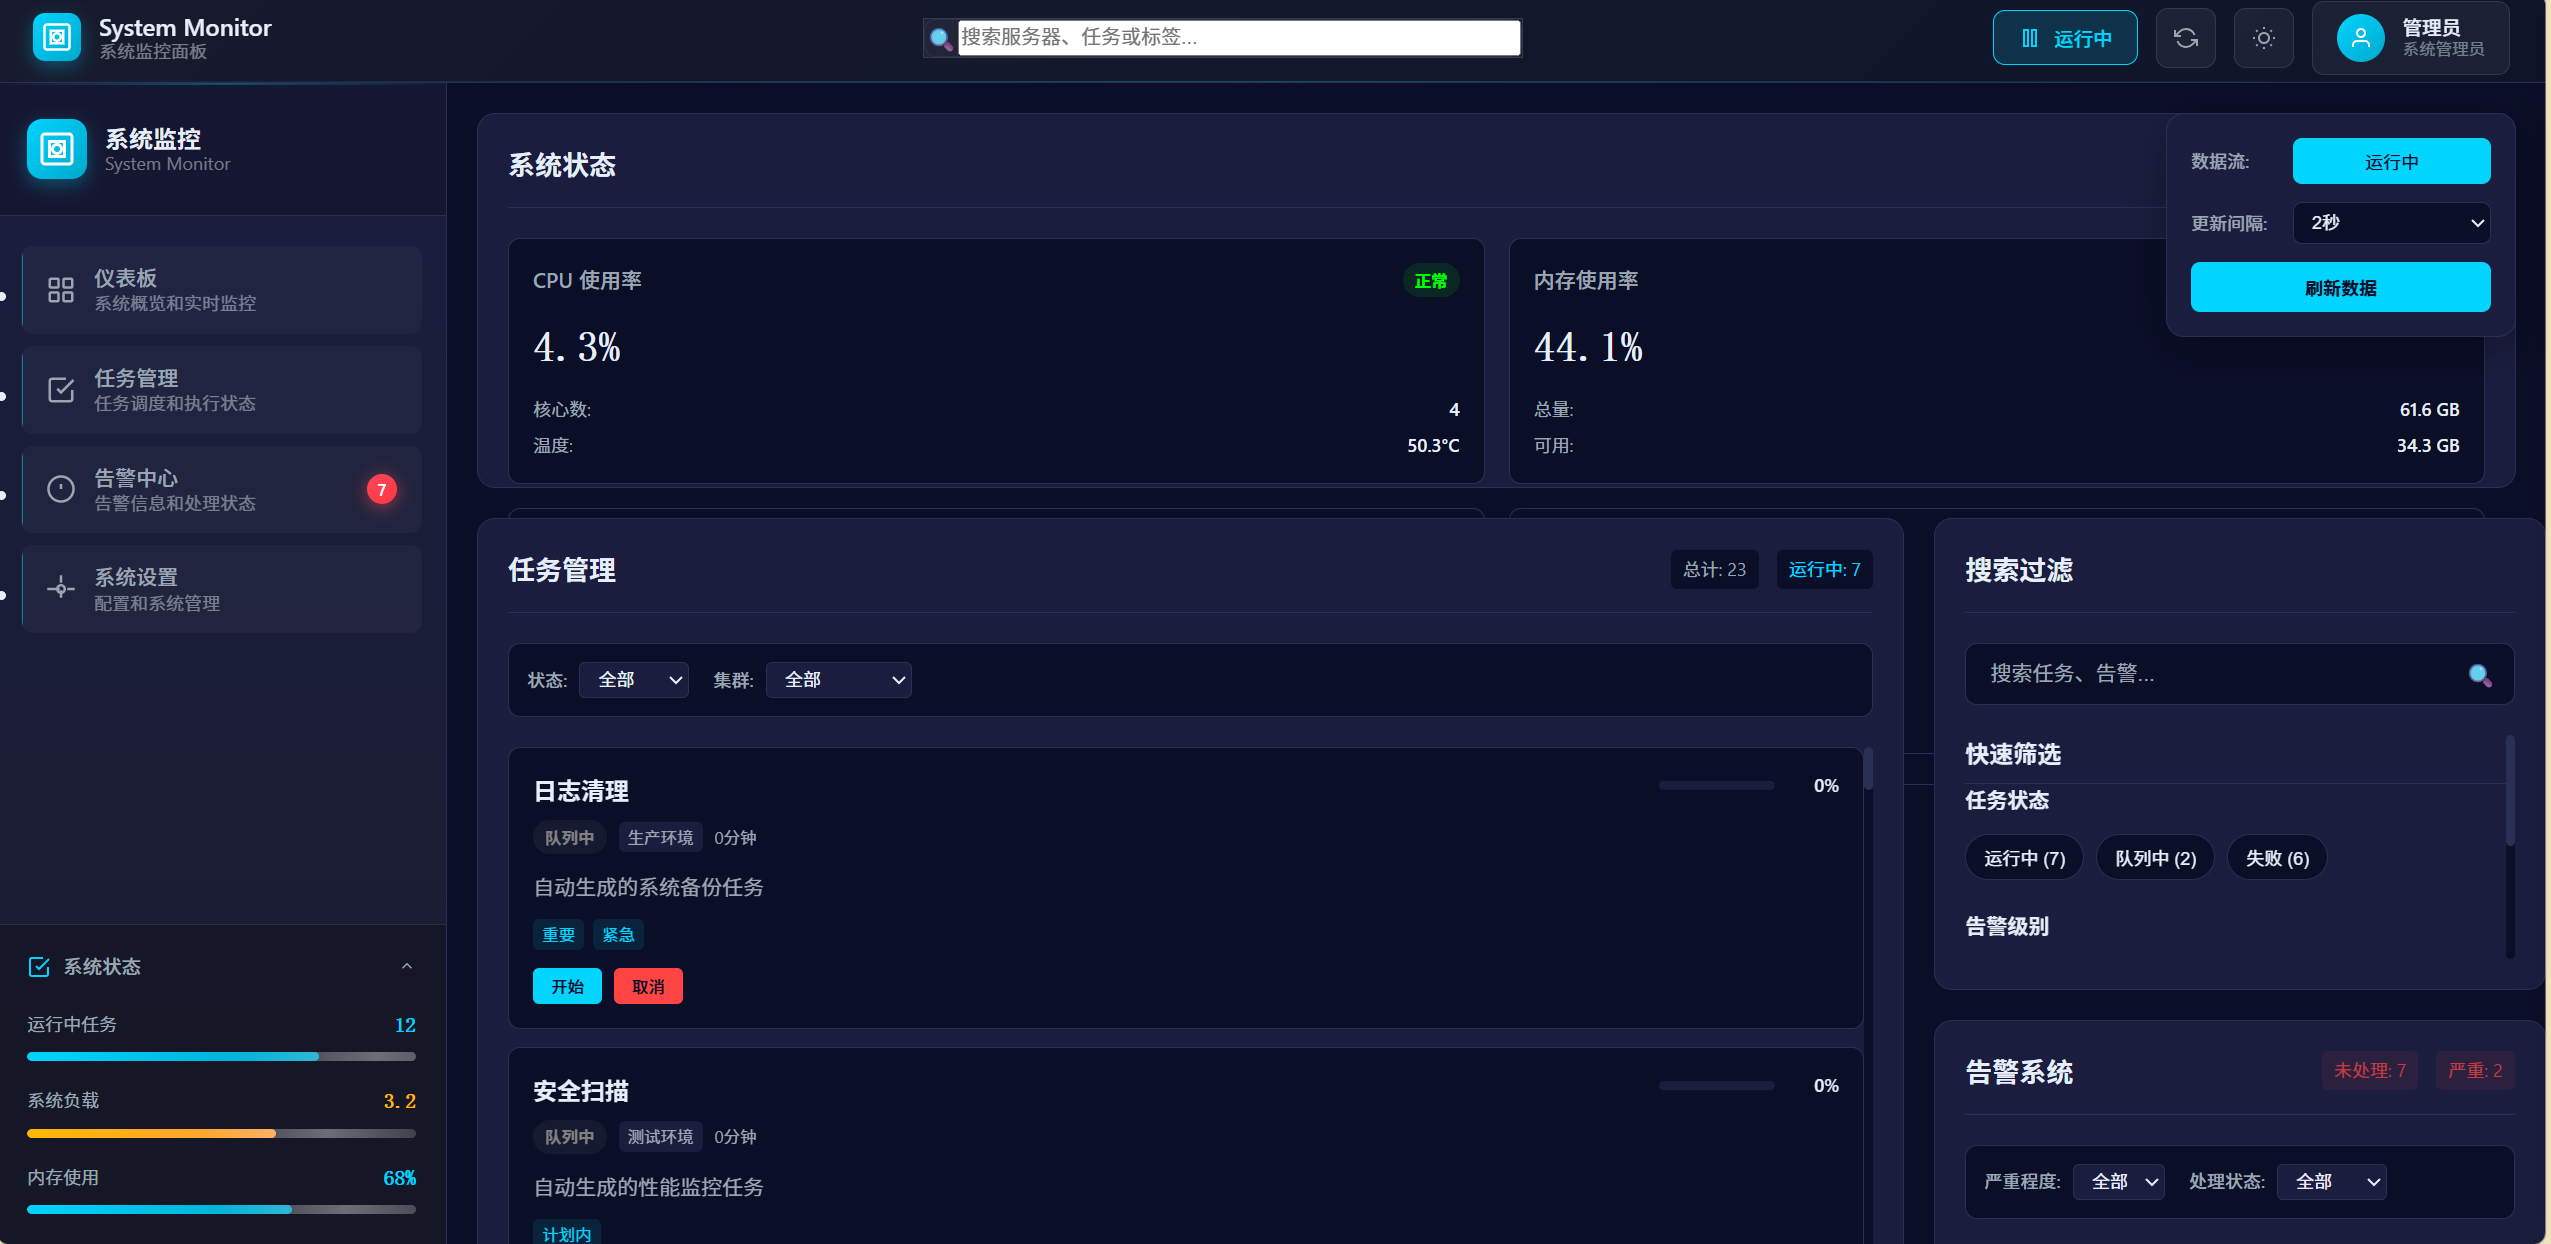 System Monitor
系统监控面板
搜索服务器、任务或标签...
运行中
管理员
系统管理员
系统监控
System Monitor
仪表板
系统概览和实时监控
任务管理
任务调度和执行状态
告警中心
告警信息和处理状态
7
系统设置
配置和系统管理
系统状态
运行中任务 12
系统负载 3.2
内存使用 68%
系统状态
CPU 使用率 正常
4.3%
核心数: 4
温度: 50.3°C
内存使用率
44.1%
总量: 61.6 GB
可用: 34.3 GB
数据流: 运行中
更新间隔: 2秒
刷新数据
任务管理 总计: 23 运行中: 7
状态: 全部 集群: 全部
日志清理 0%
队列中 生产环境 0分钟
自动生成的系统备份任务
重要 紧急
开始 取消
安全扫描 0%
队列中 测试环境 0分钟
自动生成的性能监控任务
计划内
搜索过滤
搜索任务、告警...
快速筛选
任务状态
运行中 (7) 队列中 (2) 失败 (6)
告警级别
告警系统 未处理: 7 严重: 2
严重程度: 全部 处理状态: 全部